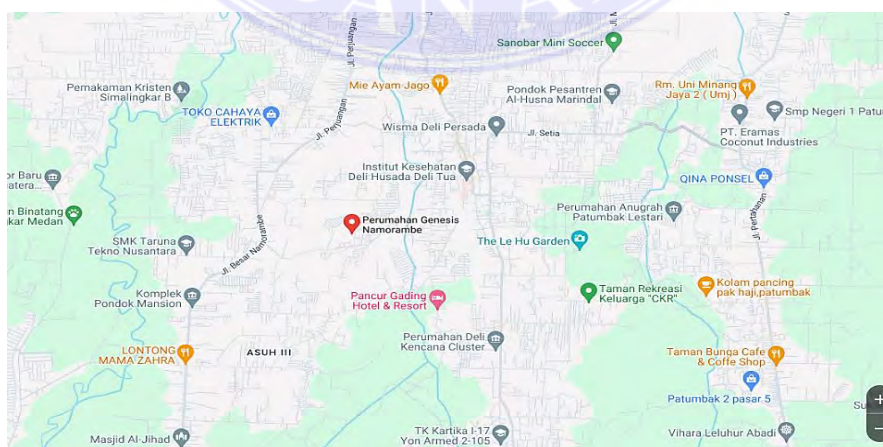 Sanobar Mini Soccer
Jl. Perjuangan
Pemakaman Kristen
Simalingkar B
Mie Ayam Jago
Pondok Pesantren
Al-Husna Marindal
Rm. Uni Minang
Jaya 2 ( Umj )
TOKO CAHAYA
ELEKTRIK
Jl. Perjuangan
Wisma Deli Persada
Jl. Setia
Smp Negeri 1 Patu
PT. Eramas
Coconut Industries
Institut Kesehatan
Deli Husada Deli Tua
or Baru
atera...
QINA PONSEL
n Binatang
kar Medan
Perumahan Genesis
Namorambe
Perumahan Anugrah
Patumbak Lestari
Jl. Pertahanan
SMK Taruna
Tekno Nusantara
Jl. Besar Namorambe
The Le Hu Garden
Komplek
Pondok Mansion
Pancur Gading
Hotel & Resort
Taman Rekreasi
Keluarga "CKR"
Kolam pancing
pak haji,patumbak
LONTONG
MAMA ZAHRA
ASUH III
Perumahan Deli
Kencana Cluster
Taman Bunga Cafe
& Coffe Shop
Patumbak 2 pasar 5
Su
Masjid Al-Jihad
TK Kartika I-17
Yon Armed 2-105
Vihara Leluhur Abadi
+
−